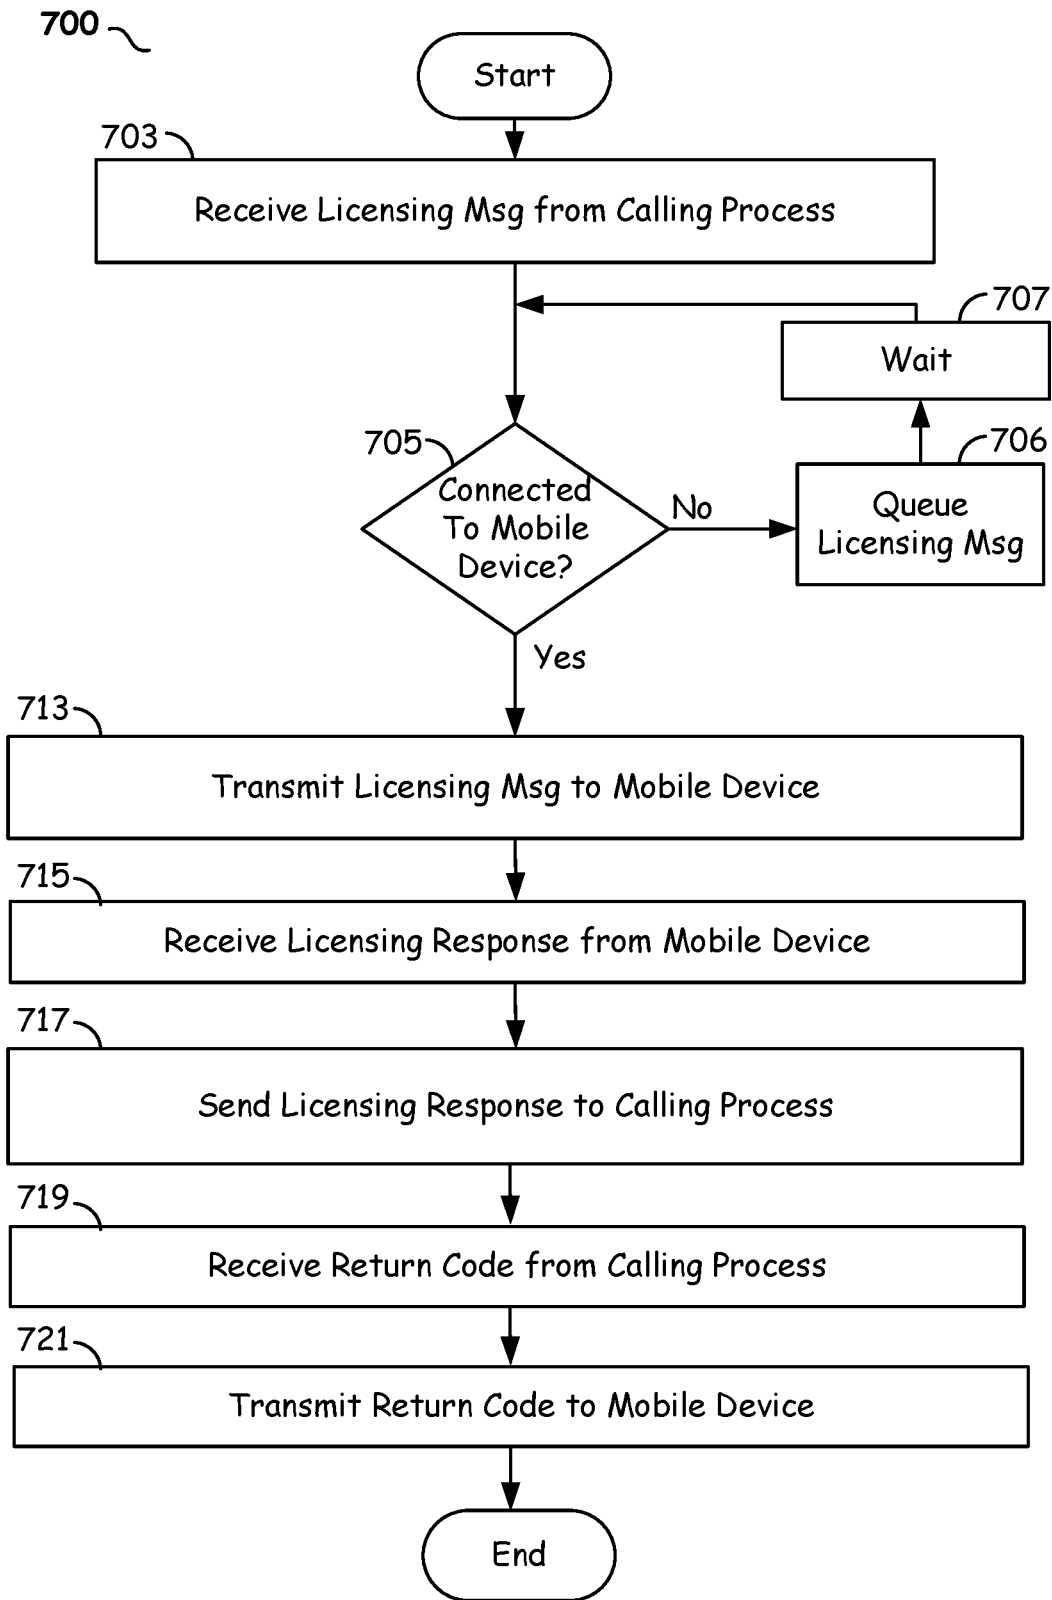 700
Start
703
Receive Licensing Msg from Calling Process
707
Wait
705
706
Connected
To Mobile
Device?
No
Queue
Licensing Msg
Yes
713
Transmit Licensing Msg to Mobile Device
715
Receive Licensing Response from Mobile Device
717
Send Licensing Response to Calling Process
719
Receive Return Code from Calling Process
721
Transmit Return Code to Mobile Device
End